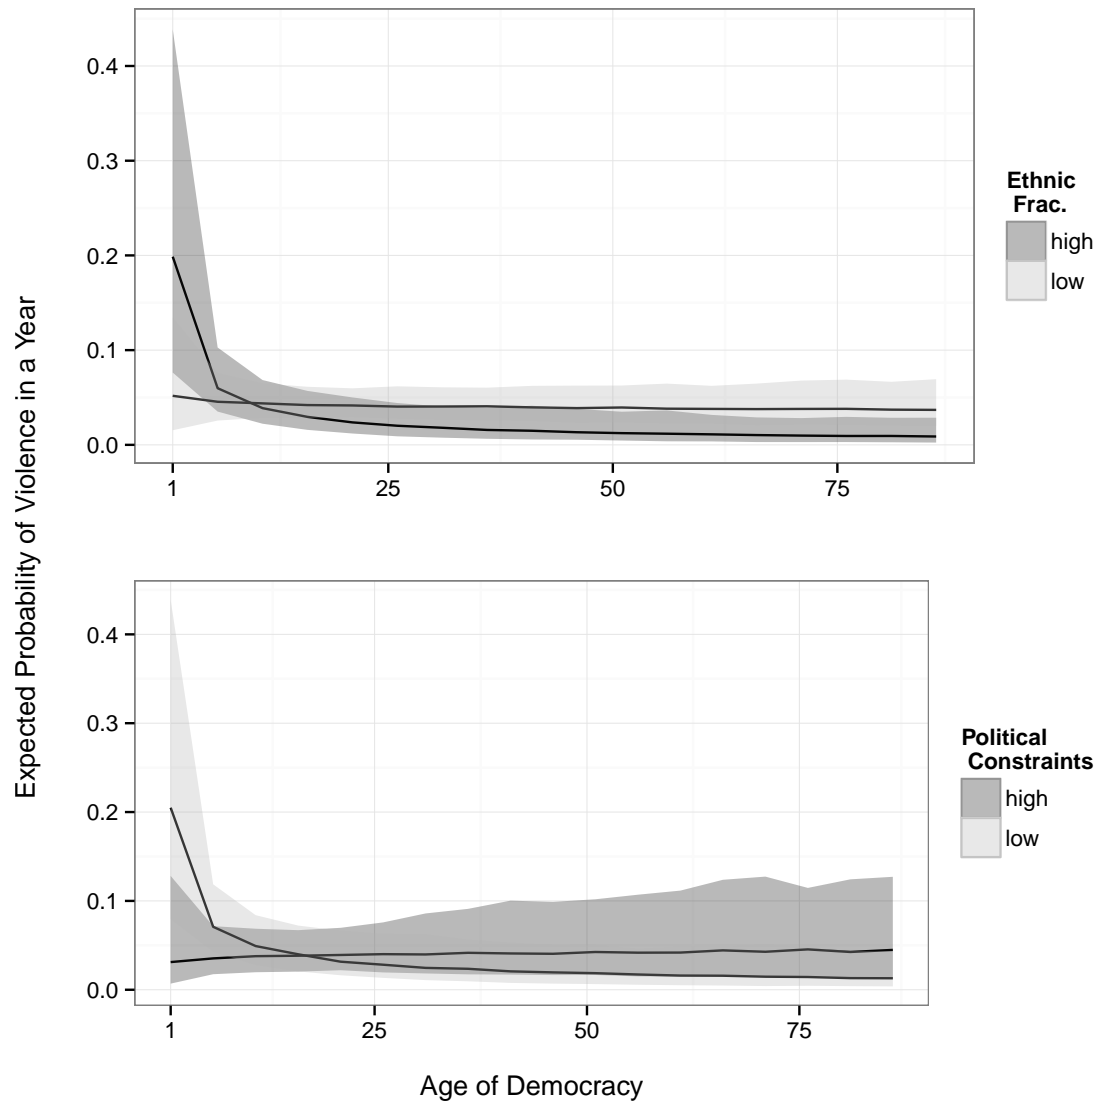 Expected Probability of Violence in a Year
0.4
0.3
0.2
0.1
0.0
1 25 50 75
Ethnic
Frac.
high
low
0.4
0.3
0.2
0.1
0.0
1 25 50 75
Political
Constraints
high
low
Age of Democracy